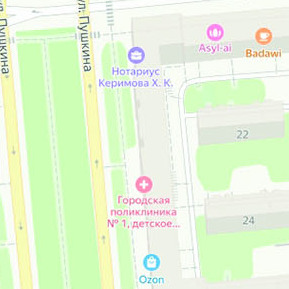 ул. Пушкина
ул. Пушкина
Asyl-ai
Badawi
Нотариус
Керимова Х. К.
22
Городская
поликлиника
№ 1, детское...
24
Ozon